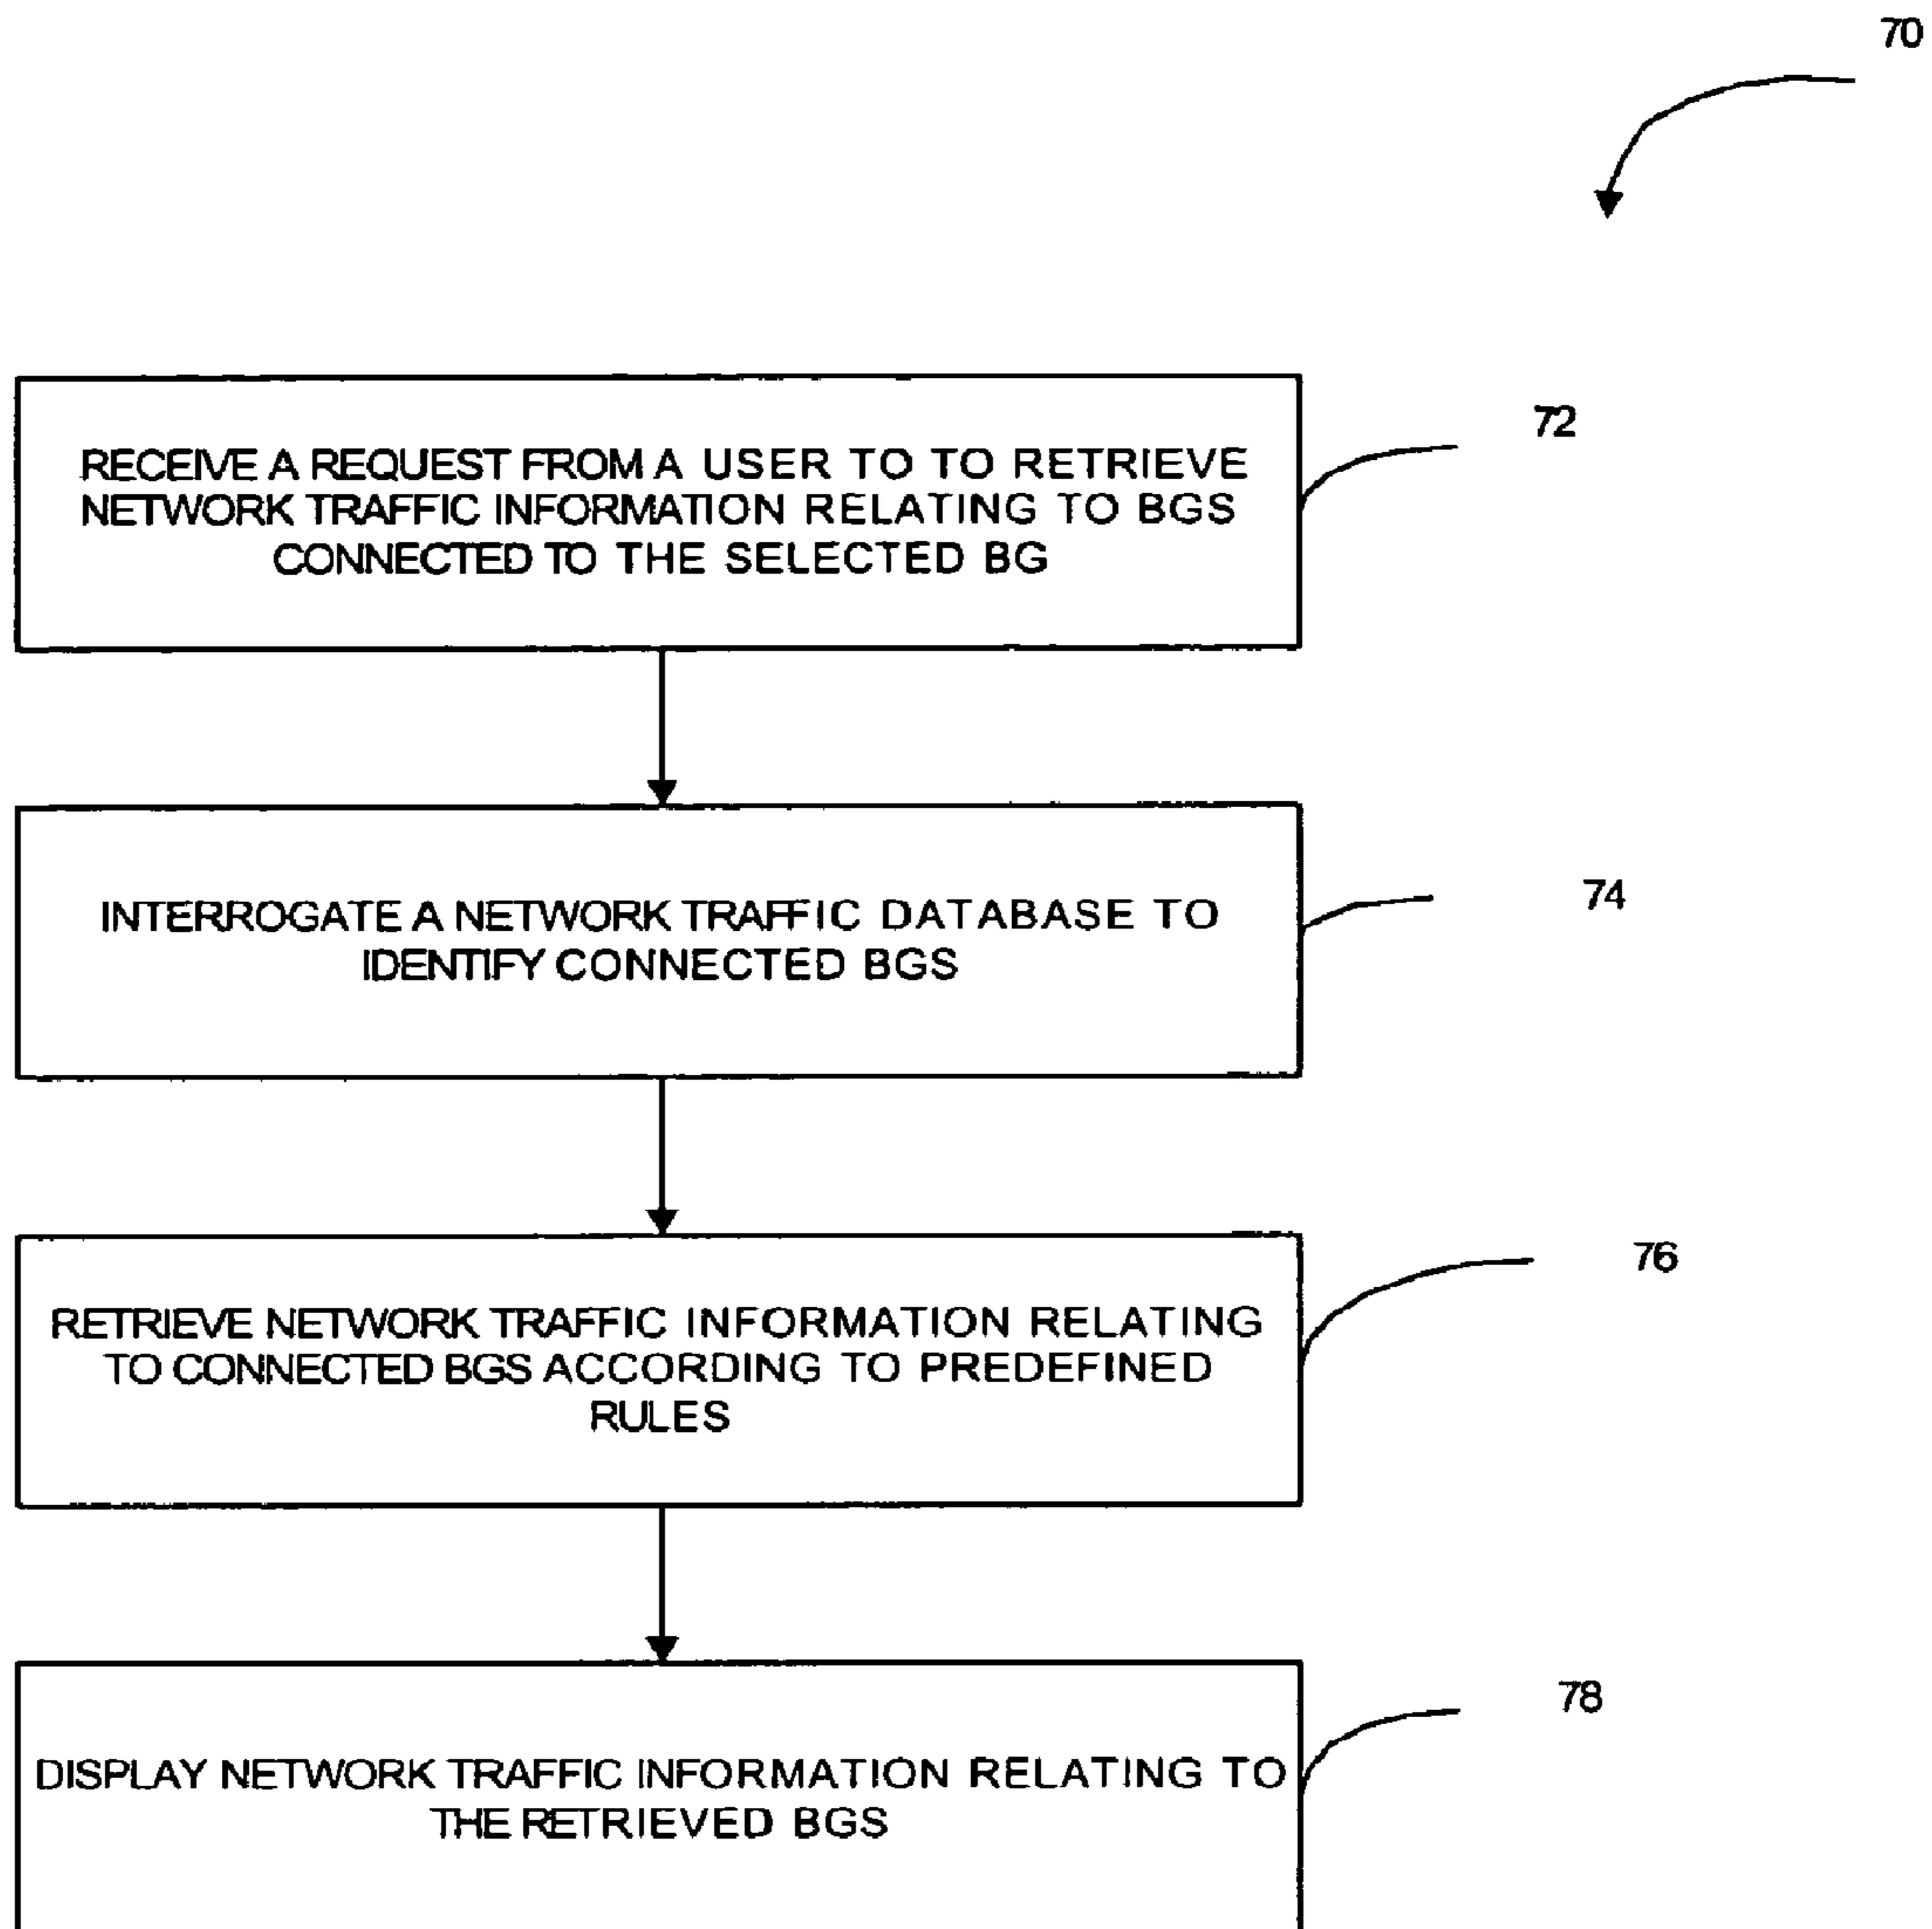 70
72
RECEIVE A REQUEST FROM A USER TO TO RETRIEVE
NETWORK TRAFFIC INFORMATION RELATING TO BGS
CONNECTED TO THE SELECTED BG
74
INTERROGATE A NETWORK TRAFFIC DATABASE TO
IDENTIFY CONNECTED BGS
76
RETRIEVE NETWORK TRAFFIC INFORMATION RELATING
TO CONNECTED BGS ACCORDING TO PREDEFINED
RULES
78
DISPLAY NETWORK TRAFFIC INFORMATION RELATING TO
THE RETRIEVED BGS